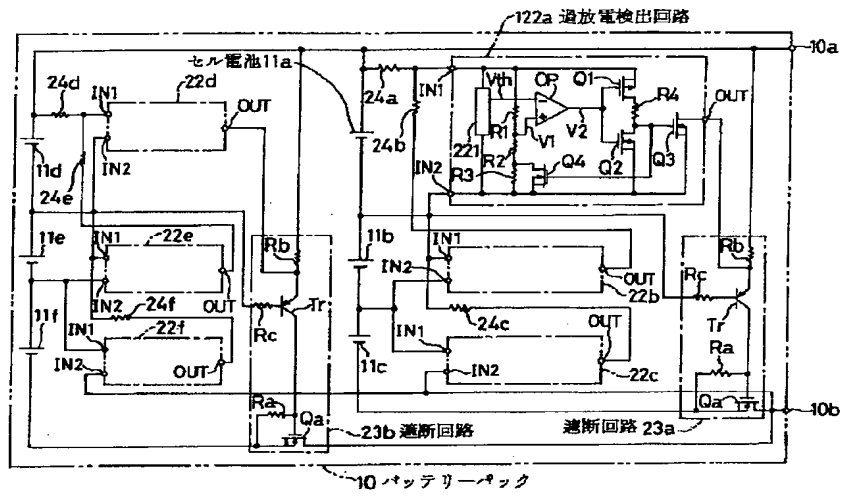 122a 過放電検出回路
セル電池11a
10a
24d
22d
IN1
OUT
IN2
24a
IN1
Vth
OP
Q1
R4
OUT
24b
221
R1
V1
V2
R2
Q2
Q3
IN2
R3
Q4
11d
24e
11e
22e
IN1
IN2
OUT
24f
11f
22f
IN1
IN2
OUT
Rb
Rc
Tr
Ra
Qa
23b 遮断回路
11b
IN1
IN2
OUT
22b
24c
11c
IN1
OUT
IN2
22c
Rb
Rc
Tr
Ra
Qa
10b
遮断回路 23a
10 バッテリーパック